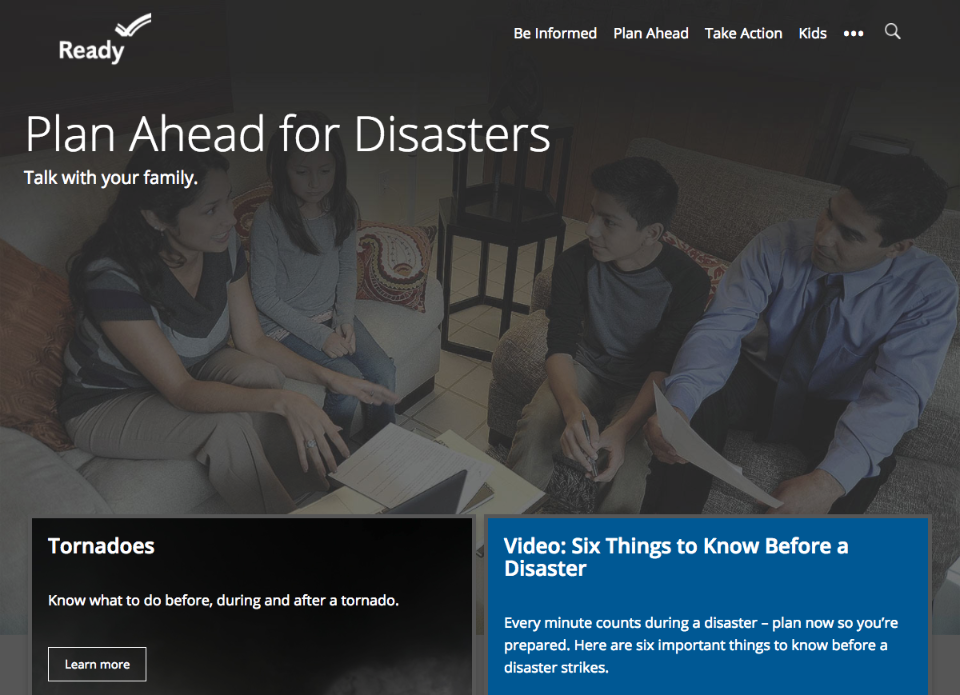 Ready
Be Informed Plan Ahead Take Action Kids
Plan Ahead for Disasters
Talk with your family.
Tornadoes
Know what to do before, during and after a tornado.
Learn more
Video: Six Things to Know Before a
Disaster
Every minute counts during a disaster – plan now so you’re
prepared. Here are six important things to know before a
disaster strikes.